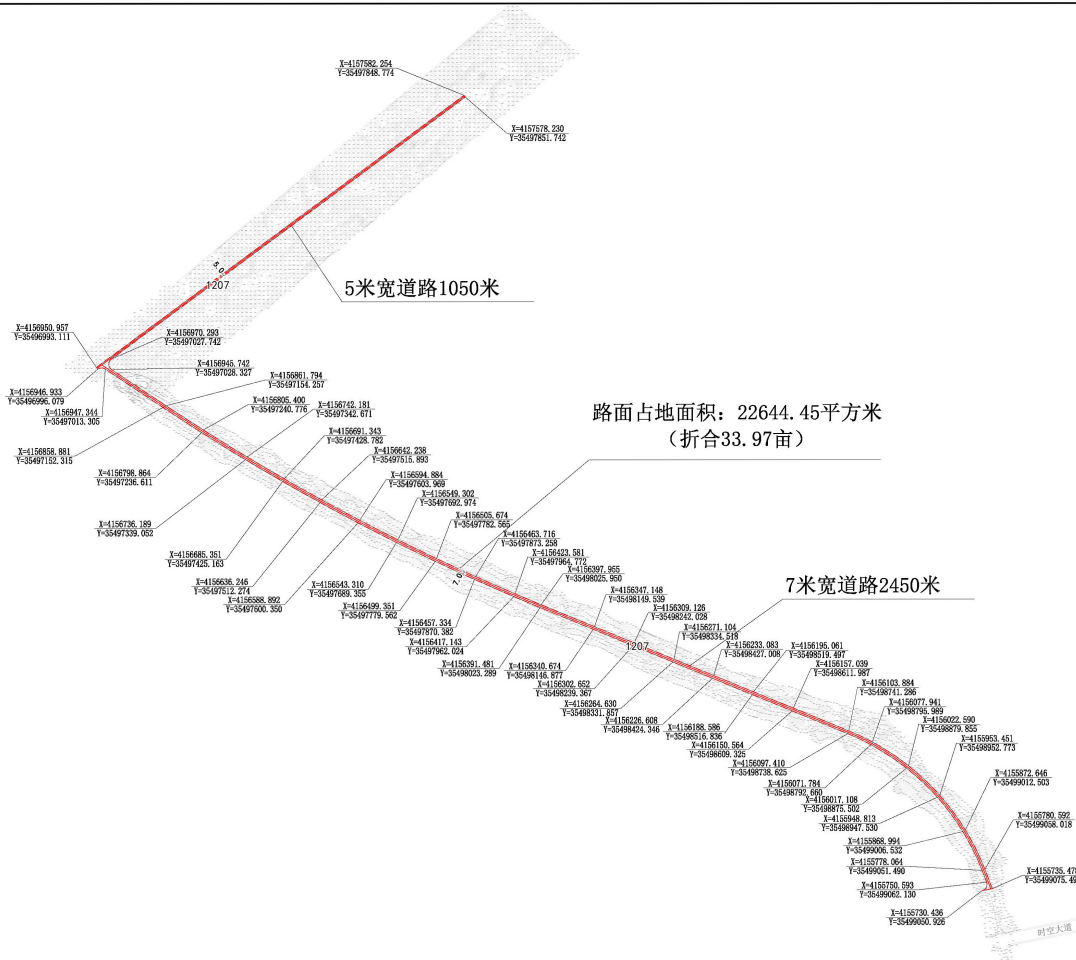 X=4157582.254
Y=35497848.774
X=4157578.230
Y=35497851.742
5.0
1207
5米宽道路1050米
X=4156950.957
Y=35496993.111
X=4156970.293
Y=35497027.742
X=4156945.742
Y=35497028.327
X=4156946.933
Y=35496996.079
X=4156947.344
Y=35497013.305
X=4156861.794
Y=35497154.257
X=4156805.400
Y=35497240.776
X=4156742.181
Y=35497342.671
路面占地面积：22644.45平方米
（折合33.97亩）
X=4156858.881
Y=35497152.315
X=4156691.343
Y=35497428.782
X=4156642.238
Y=35497515.893
X=4156798.864
Y=35497236.611
X=4156594.884
Y=35497603.969
X=4156549.302
Y=35497692.974
X=4156505.674
Y=35497782.565
X=4156736.189
Y=35497339.052
X=4156463.716
Y=35497873.258
X=4156423.581
Y=35497964.772
X=4156685.351
Y=35497425.163
X=4156397.955
Y=35498025.950
7.0
7米宽道路2450米
X=4156636.246
Y=35497512.274
X=4156588.892
Y=35497600.350
X=4156543.310
Y=35497689.355
X=4156499.351
Y=35497779.562
X=4156347.148
Y=35498149.539
X=4156309.126
Y=35498242.028
X=4156457.334
Y=35497870.382
X=4156417.143
Y=35497962.024
1207
X=4156271.104
Y=35498334.518
X=4156233.083
Y=35498427.008
X=4156195.061
Y=35498519.497
X=4156391.481
Y=35498023.289
X=4156340.674
Y=35498146.877
X=4156157.039
Y=35498611.987
X=4156302.652
Y=35498239.367
X=4156103.884
Y=35498741.286
X=4156264.630
Y=35498331.857
X=4156077.941
Y=35498795.989
X=4156226.608
Y=35498424.346
X=4156188.586
Y=35498516.836
X=4156022.590
Y=35498879.855
X=4156150.564
Y=35498609.325
X=4155953.451
Y=35498952.773
X=4156097.410
Y=35498738.625
X=4156071.784
Y=35498792.660
X=4155872.646
Y=35499012.503
X=4156017.108
Y=35498875.502
X=4155948.813
Y=35498947.530
X=4155780.592
Y=35499058.018
X=4155868.994
Y=35499006.532
X=4155778.064
Y=35499051.490
X=4155735.478
Y=35499075.49
X=4155750.593
Y=35499062.130
X=4155730.436
Y=35499050.926
时空大道